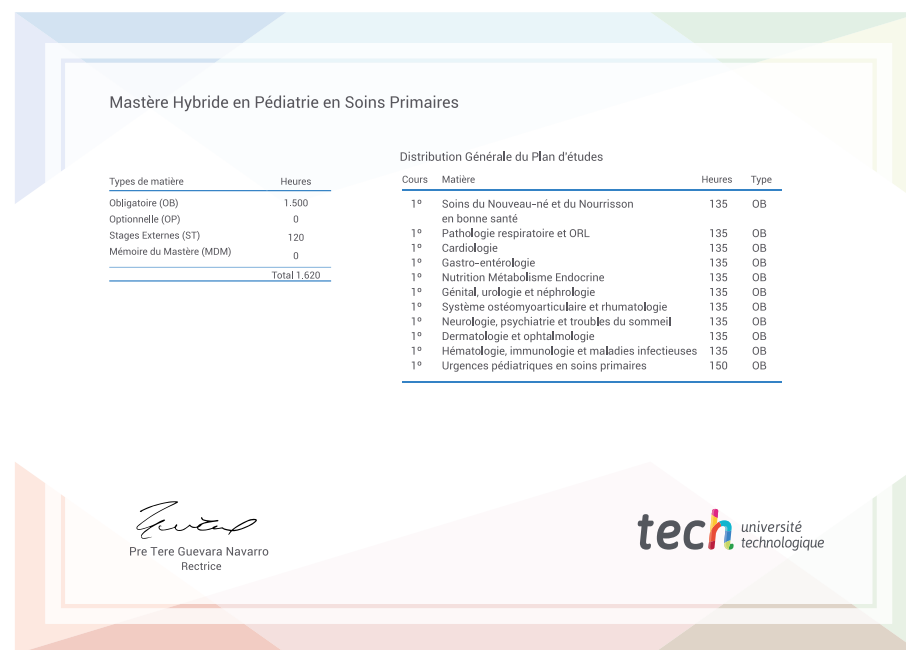 Mastère Hybride en Pédiatrie en Soins Primaires
Types de matière Heures
Obligatoire (OB) 1.500
Optionnelle (OP) 0
Stages Externes (ST) 120
Mémoire du Mastère (MDM) 0
Total 1.620
Distribution Générale du Plan d'études
Cours Matière Heures Type
1º Soins du Nouveau-né et du Nourrisson 135 OB
en bonne santé
1º Pathologie respiratoire et ORL 135 OB
1º Cardiologie 135 OB
1º Gastro-entérologie 135 OB
1º Nutrition Métabolisme Endocrine 135 OB
1º Génital, urologie et néphrologie 135 OB
1º Système ostéomyoarticulaire et rhumatologie 135 OB
1º Neurologie, psychiatrie et troubles du sommeil 135 OB
1º Dermatologie et ophtalmologie 135 OB
1º Hématologie, immunologie et maladies infectieuses 135 OB
1º Urgences pédiatriques en soins primaires 150 OB
Pre Tere Guevara Navarro
Rectrice
tech université
technologique